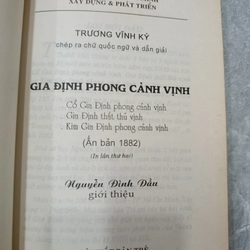 XÂY DỰNG & PHÁT TRIỂN
TRƯƠNG VĨNH KÝ
chép ra chữ quốc ngữ và dẫn giải
GIA ĐỊNH PHONG CẢNH VỊNH
Cổ Gia Định phong cảnh vịnh
Gia Định thất thủ vịnh
Kim Gia Định phong cảnh vịnh
(Ấn bản 1882)
(In lần thứ hai)
Nguyễn Đình Đầu
giới thiệu